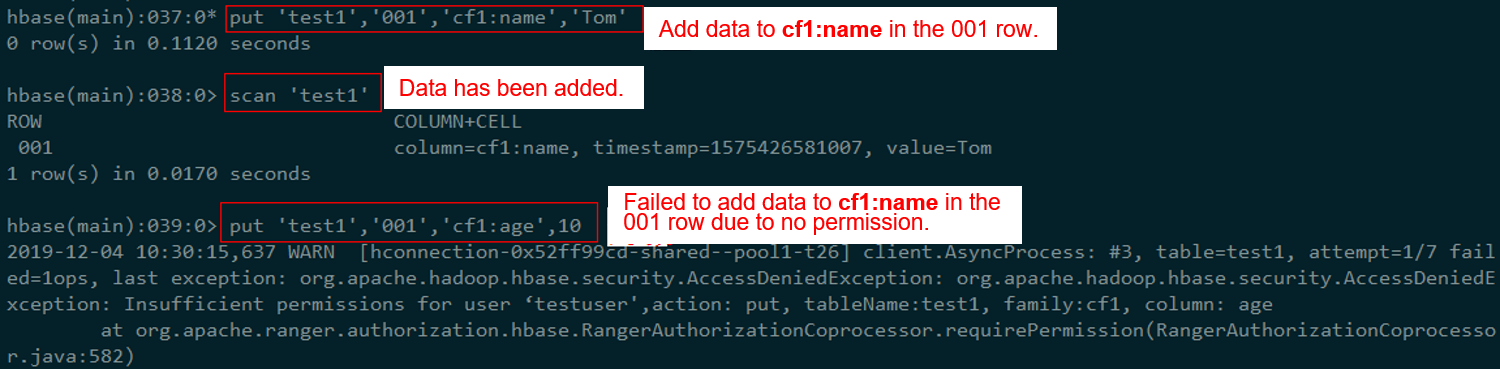 hbase(main):037:0* put 'test1','001','cf1:name','Tom'
Add data to cf1:name in the 001 row.
0 row(s) in 0.1120 seconds
hbase(main):038:0> scan 'test1'
Data has been added.
ROW COLUMN+CELL
001 column=cf1:name, timestamp=1575426581007, value=Tom
1 row(s) in 0.0170 seconds
Failed to add data to cf1:name in the
001 row due to no permission.
hbase(main):039:0> put 'test1','001','cf1:age',10
2019-12-04 10:30:15,637 WARN [hconnection-0x52ff99cd-shared--pool1-t26] client.AsyncProcess: #3, table=test1, attempt=1/7 fail
ed=1ops, last exception: org.apache.hadoop.hbase.security.AccessDeniedException: org.apache.hadoop.hbase.security.AccessDeniedE
xception: Insufficient permissions for user ‘testuser',action: put, tableName:test1, family:cf1, column: age
at org.apache.ranger.authorization.hbase.RangerAuthorizationCoprocessor.requirePermission(RangerAuthorizationCoprocesso
r.java:582)